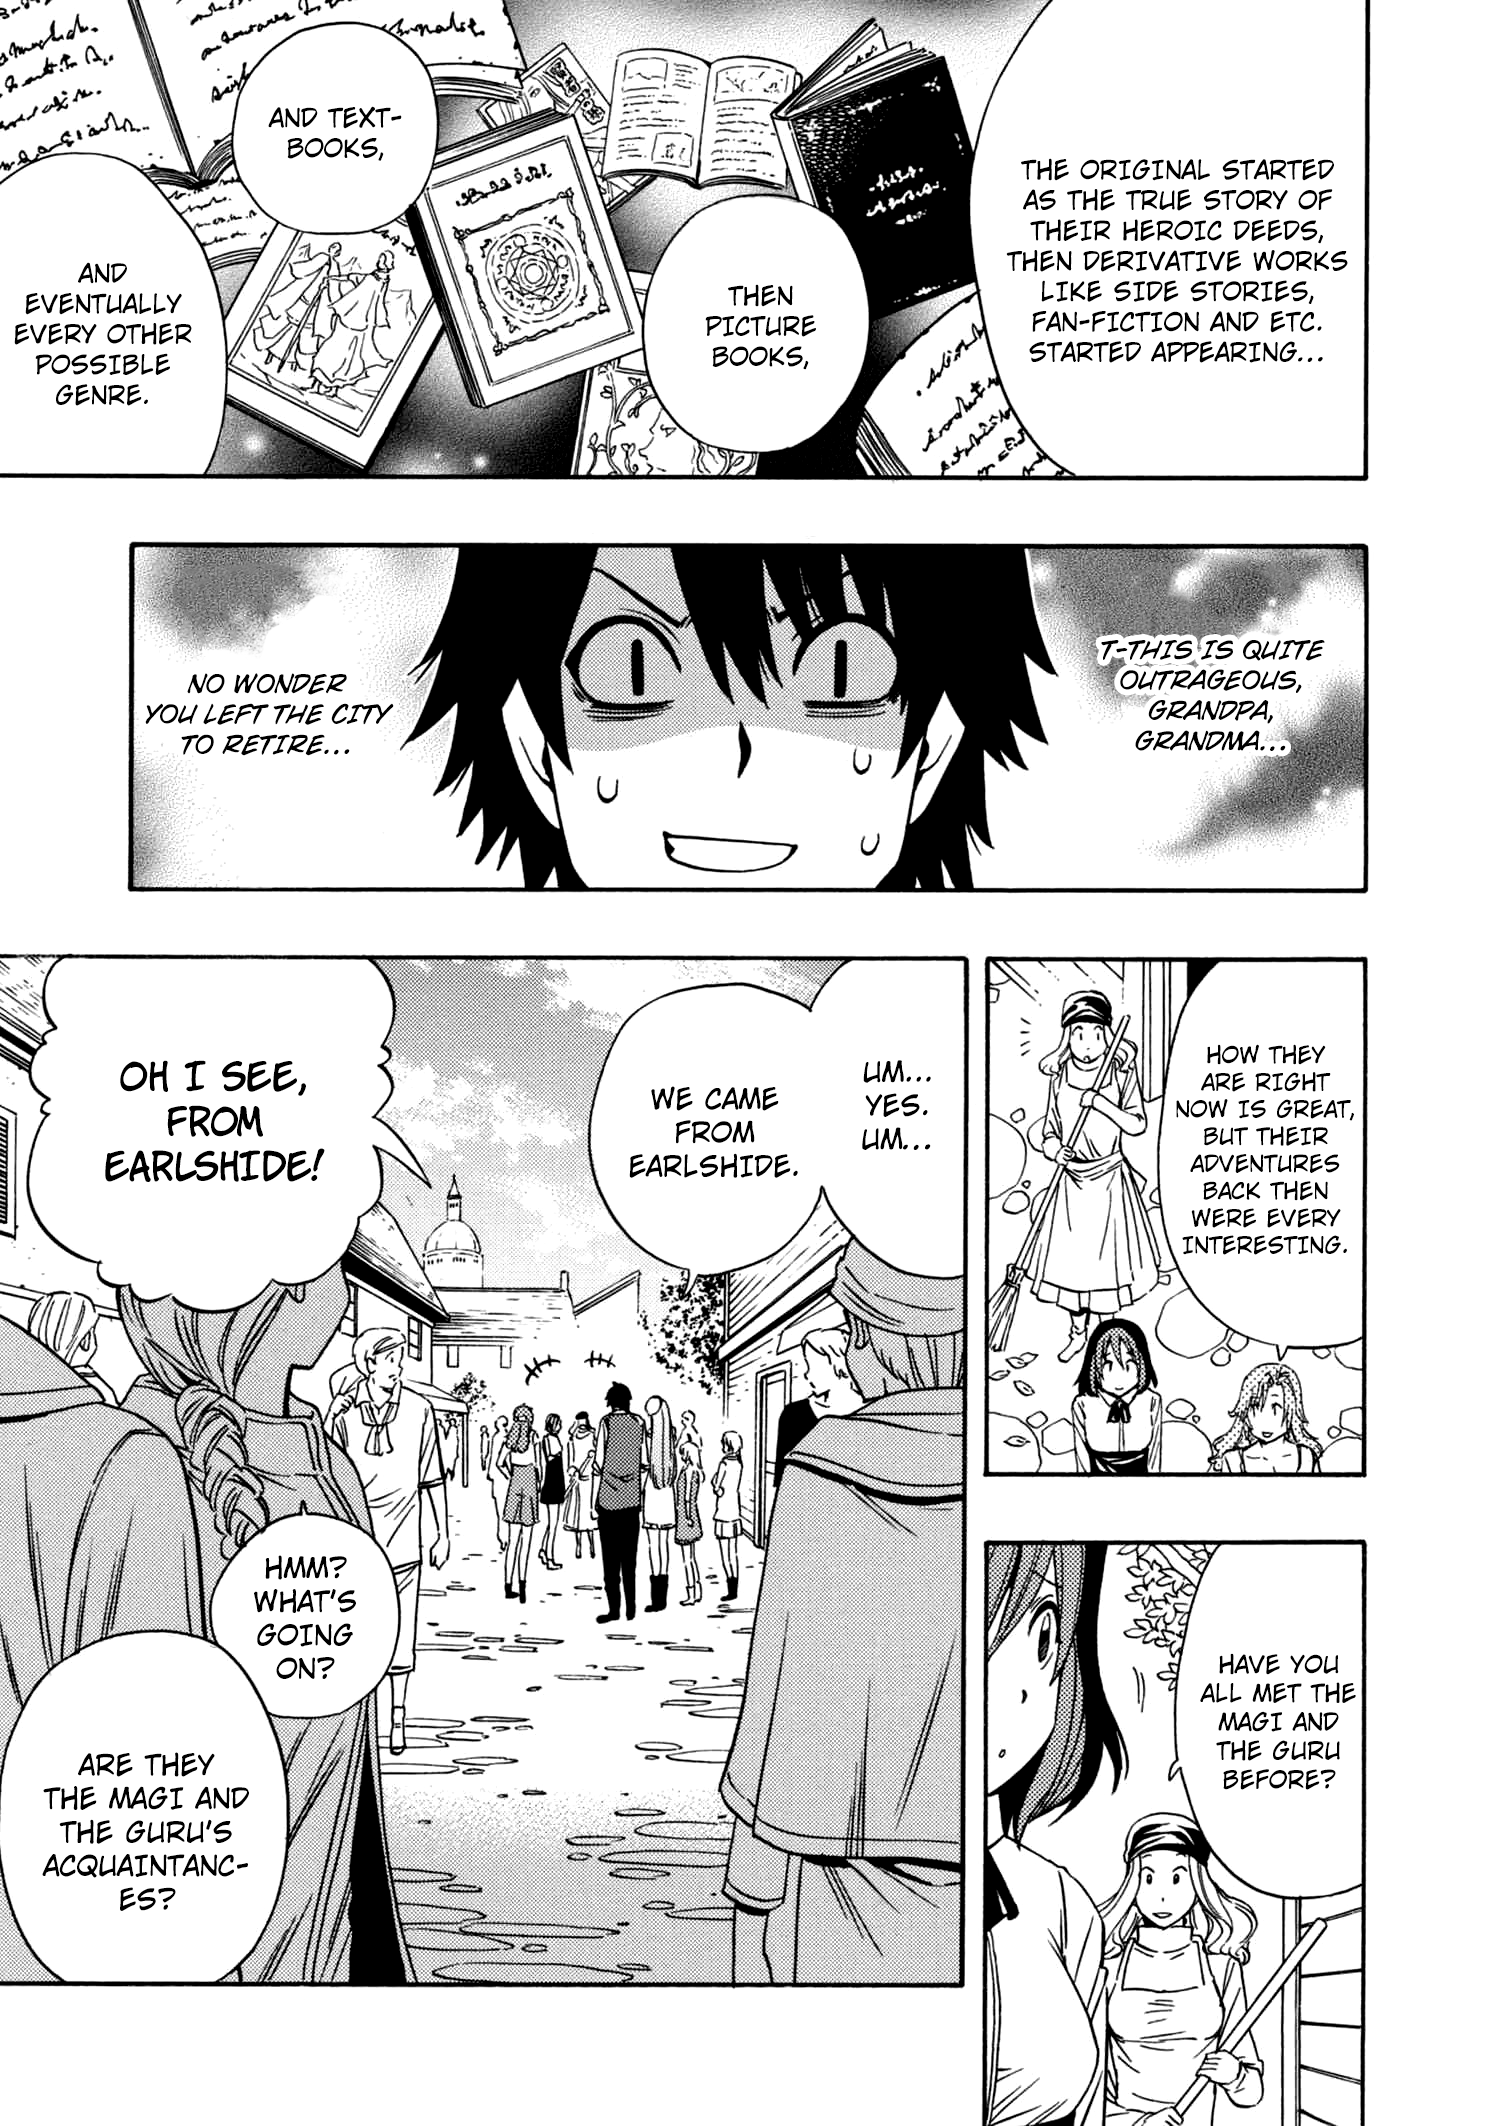 THE ORIGINAL STARTED
AS THE TRUE STORY OF
THEIR HEROIC DEEDS,
THEN DERIVATIVE WORKS
LIKE SIDE STORIES,
FAN-FICTION AND ETC.
STARTED APPEARING...
THEN
PICTURE
BOOKS,
AND TEXT-
BOOKS,
AND
EVENTUALLY
EVERY OTHER
POSSIBLE
GENRE.
T-THIS IS QUITE
OUTRAGEOUS,
GRANDPA,
GRANDMA...
NO WONDER
YOU LEFT THE CITY
TO RETIRE...
HOW THEY
ARE RIGHT
NOW IS GREAT,
BUT THEIR
ADVENTURES
BACK THEN
WERE EVERY
INTERESTING.
HAVE YOU
ALL MET THE
MAGI AND
THE GURU
BEFORE?
UM...
YES.
UM...
WE CAME
FROM
EARLSHIDE.
OH I SEE,
FROM
EARLSHIDE!
HMM?
WHAT'S
GOING
ON?
ARE THEY
THE MAGI AND
THE GURU'S
ACQUAINTANC-
ES?